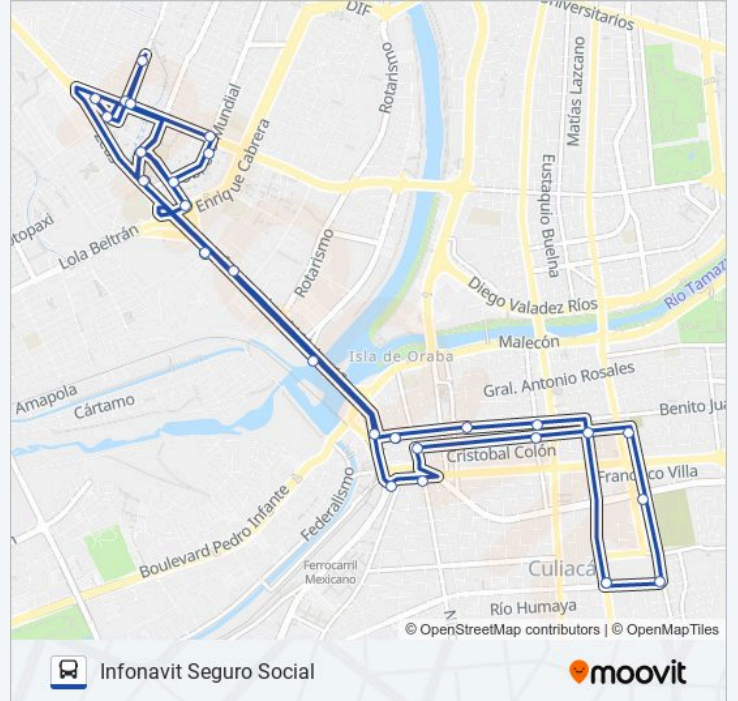 DIF
Universitarios
Rotarismo
Matías Lazcano
Mundial
Enrique Cabrera
Eustaquio Buelna
otopaxi
Lola Beltrán
Rotarismo
Diego Valadez Ríos
Río Tamaz
Malecón
Isla de Oraba
Gral. Antonio Rosales
Amapola
Cártamo
Benito Jua
Cristobal Colón
Francisco Villa
Boulevard Pedro Infante
Federalismo
Ferrocarril
Mexicano
Culiacá
Río Humaya
© OpenStreetMap contributors | © OpenMapTiles
Infonavit Seguro Social
moovit